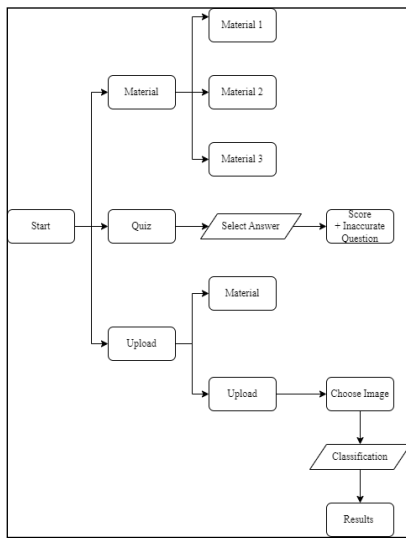 Material 1
Material
Material 2
Material 3
Start
Quiz
Select Answer
Score
+ Inaccurate
Question
Material
Upload
Upload
Choose Image
Classification
Results